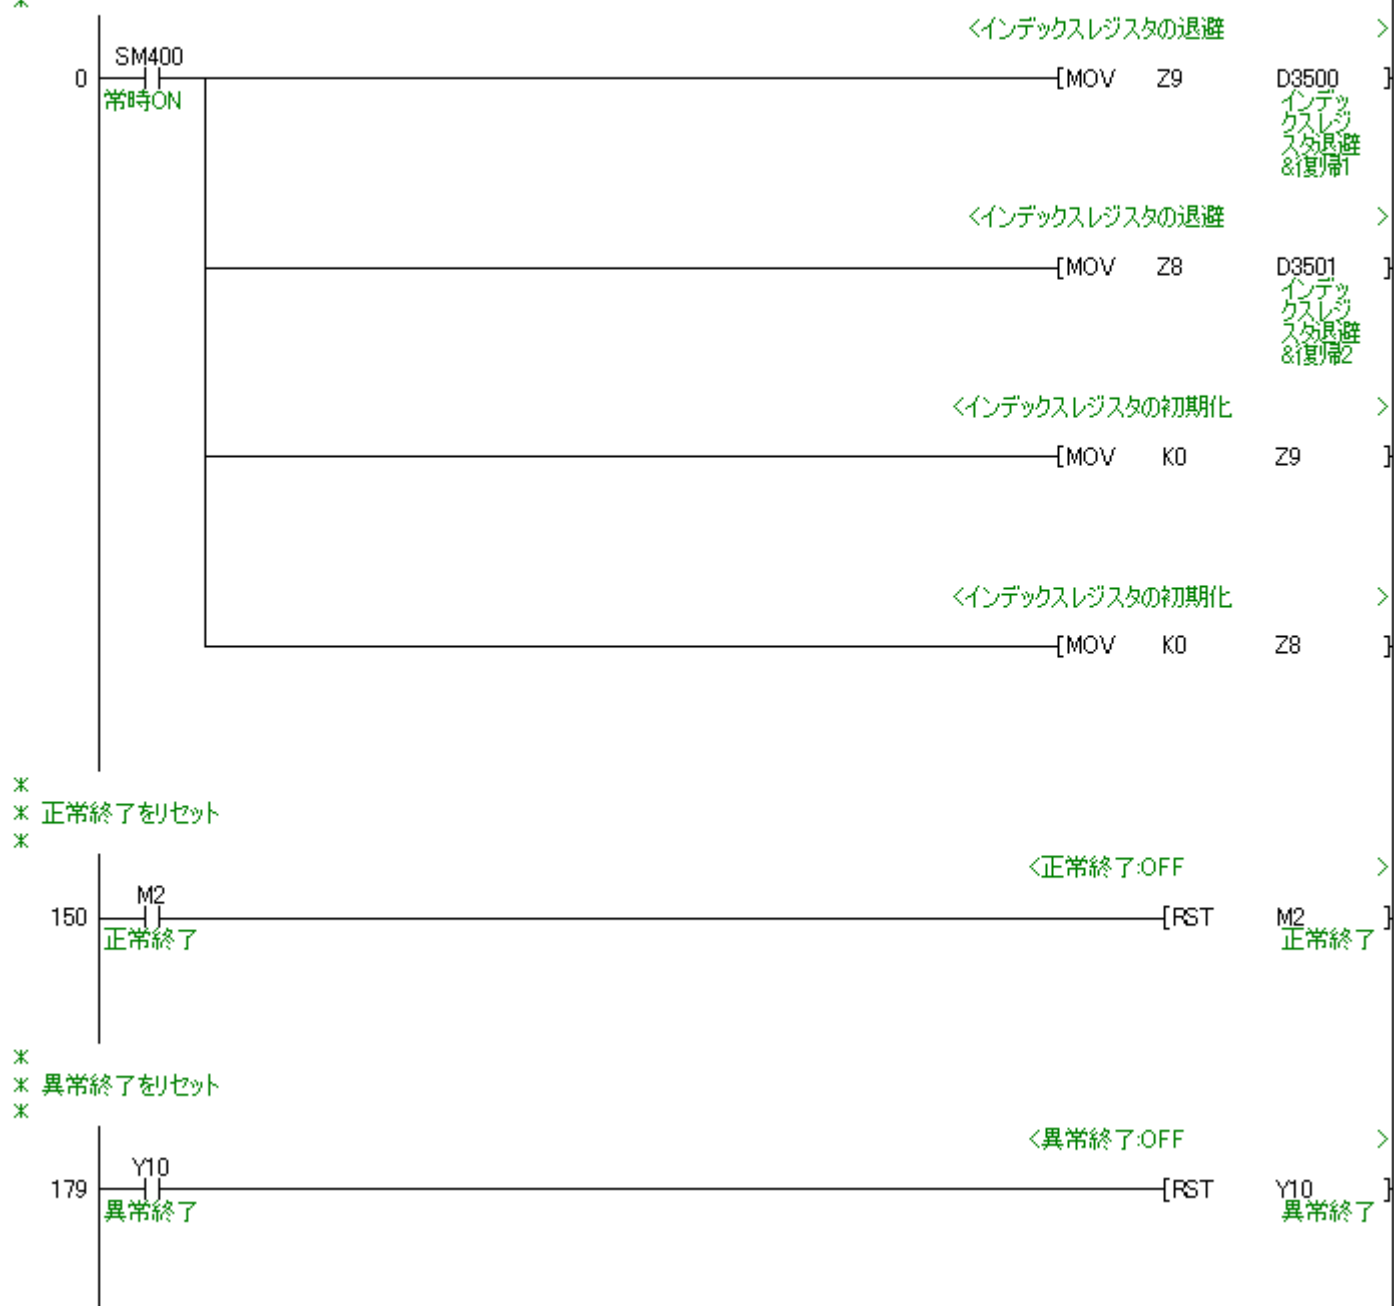 *
<インデックスレジスタの退避 >
SM400
0 [MOV Z9 D3500 ]
常時ON
インデッ
クスレジ
スタ退避
&復帰1
<インデックスレジスタの退避 >
[MOV Z8 D3501 ]
インデッ
クスレジ
スタ退避
&復帰2
<インデックスレジスタの初期化 >
[MOV K0 Z9 ]
<インデックスレジスタの初期化 >
[MOV K0 Z8 ]
*
* 正常終了をリセット
*
<正常終了:OFF >
M2
150 [RST M2 ]
正常終了 正常終了
*
* 異常終了をリセット
*
<異常終了:OFF >
Y10
179 [RST Y10 ]
異常終了 異常終了